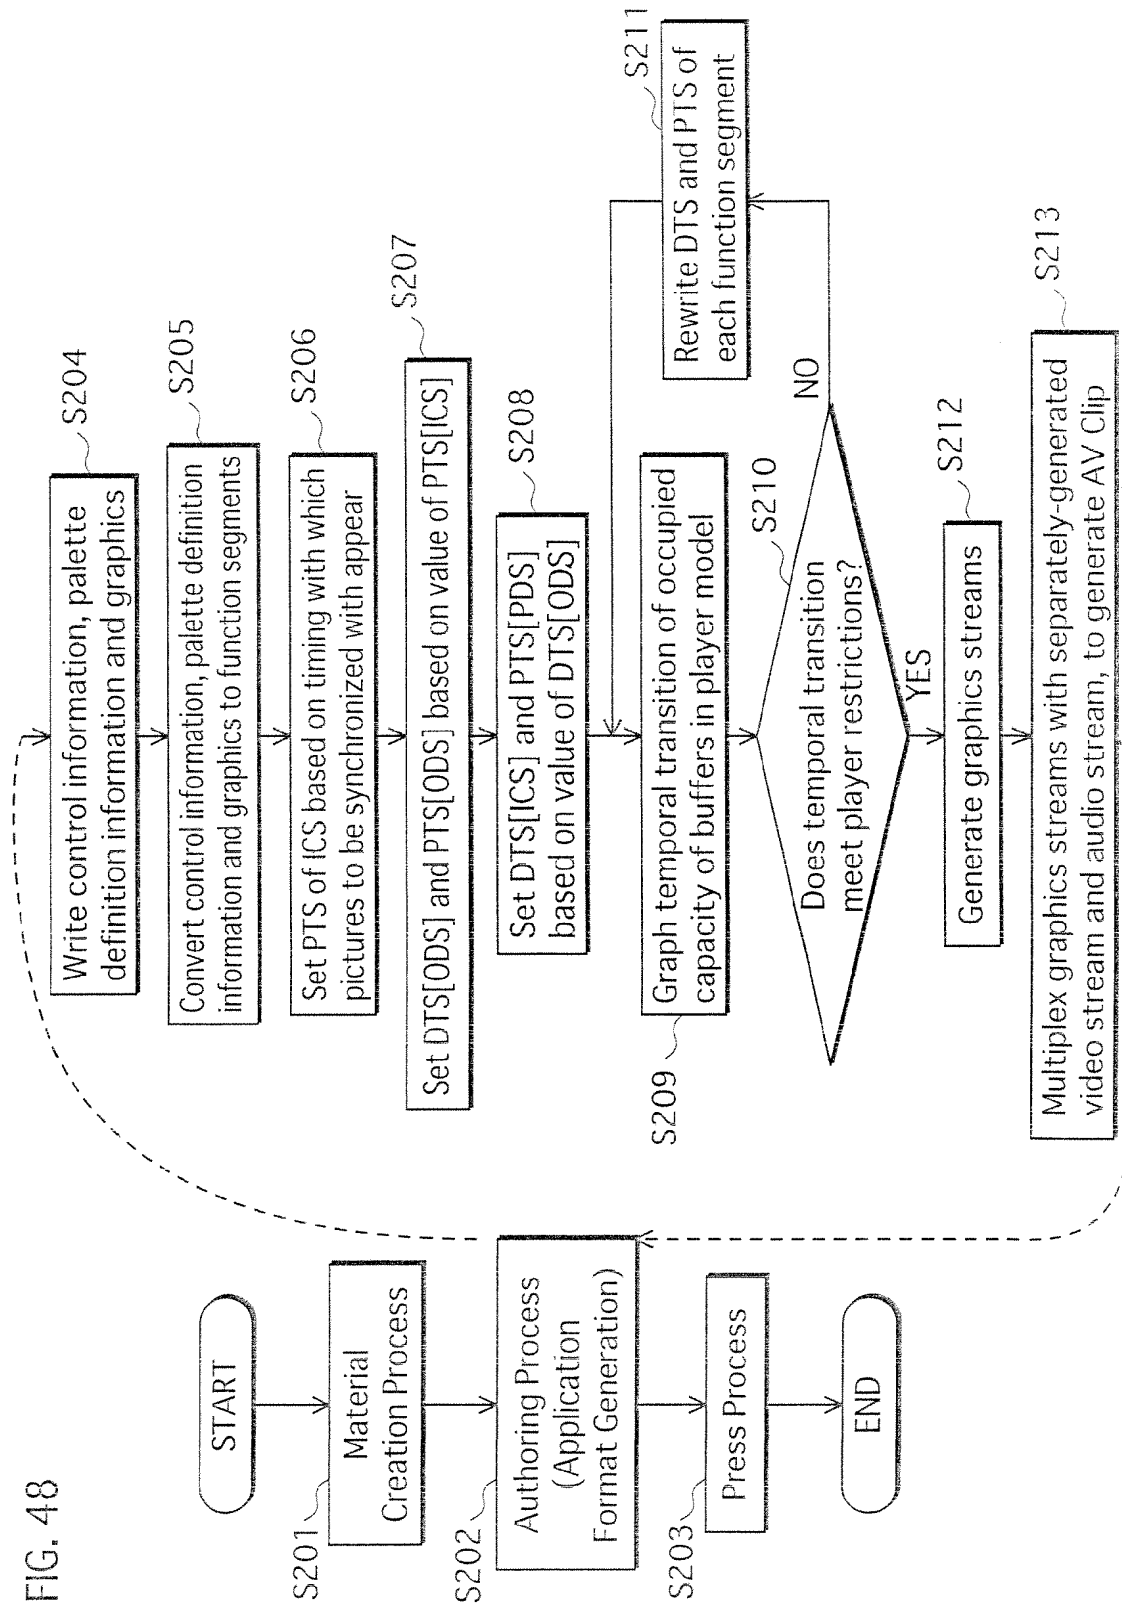 FIG. 48
START
S201
Material
Creation Process
S202
Authoring Process
(Application
Format Generation)
S203
Press Process
END
S204
Write control information, palette
definition information and graphics
S205
Convert control information, palette definition
information and graphics to function segments
S206
Set PTS of ICS based on timing with which
pictures to be synchronized with appear
S207
Set DTS[ODS] and PTS[ODS] based on value of PTS[ICS]
S208
Set DTS[ICS] and PTS[PDS]
based on value of DTS[ODS]
S209
Graph temporal transition of occupied
capacity of buffers in player model
S210
Does temporal transition
meet player restrictions?
NO
YES
S211
Rewrite DTS and PTS of
each function segment
S212
Generate graphics streams
S213
Multiplex graphics streams with separately-generated
video stream and audio stream, to generate AV Clip